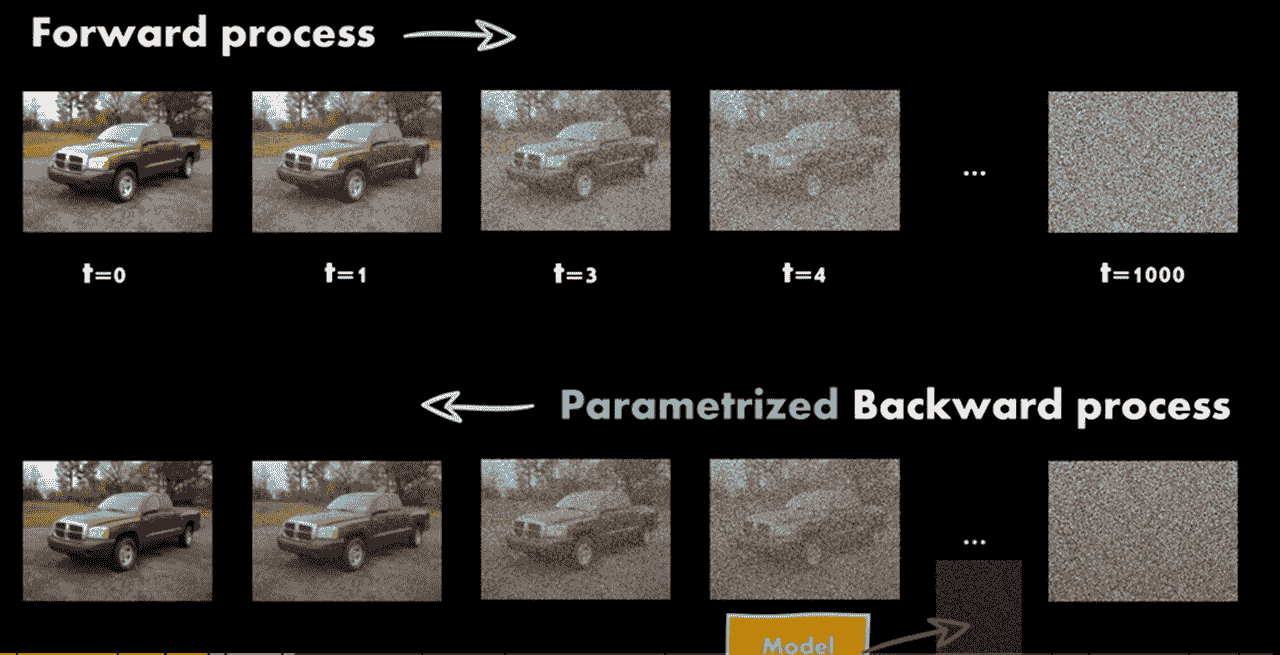 Forward process
...
t=0 t=1 t=3 t=4 t=1000
Parametrized Backward process
...
Model